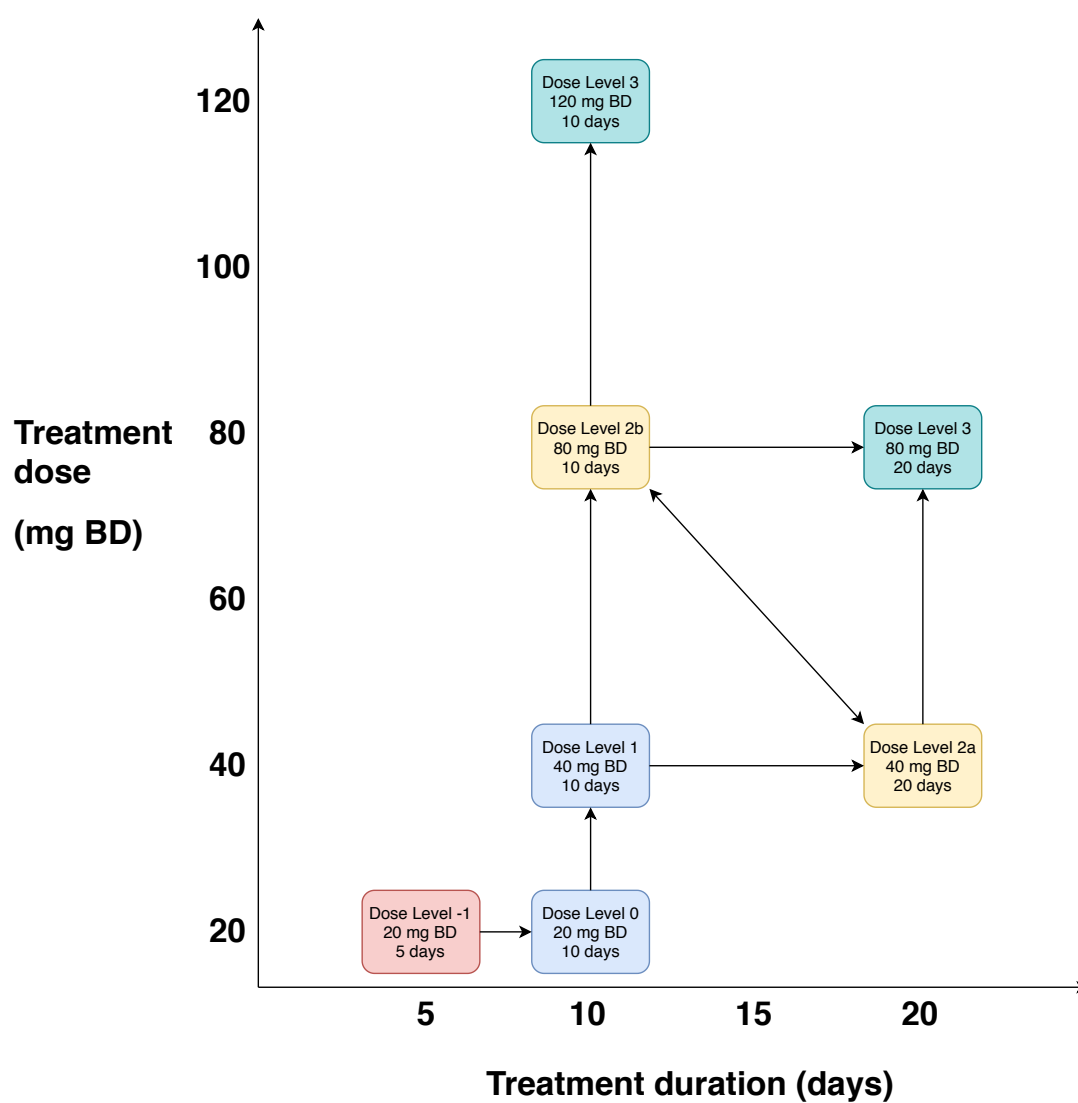 120
Dose Level 3
120 mg BD
10 days
100
Treatment
dose
(mg BD)
80
Dose Level 2b
80 mg BD
10 days
Dose Level 3
80 mg BD
20 days
60
40
Dose Level 1
40 mg BD
10 days
Dose Level 2a
40 mg BD
20 days
20
Dose Level -1
20 mg BD
5 days
Dose Level 0
20 mg BD
10 days
5
10
15
20
Treatment duration (days)